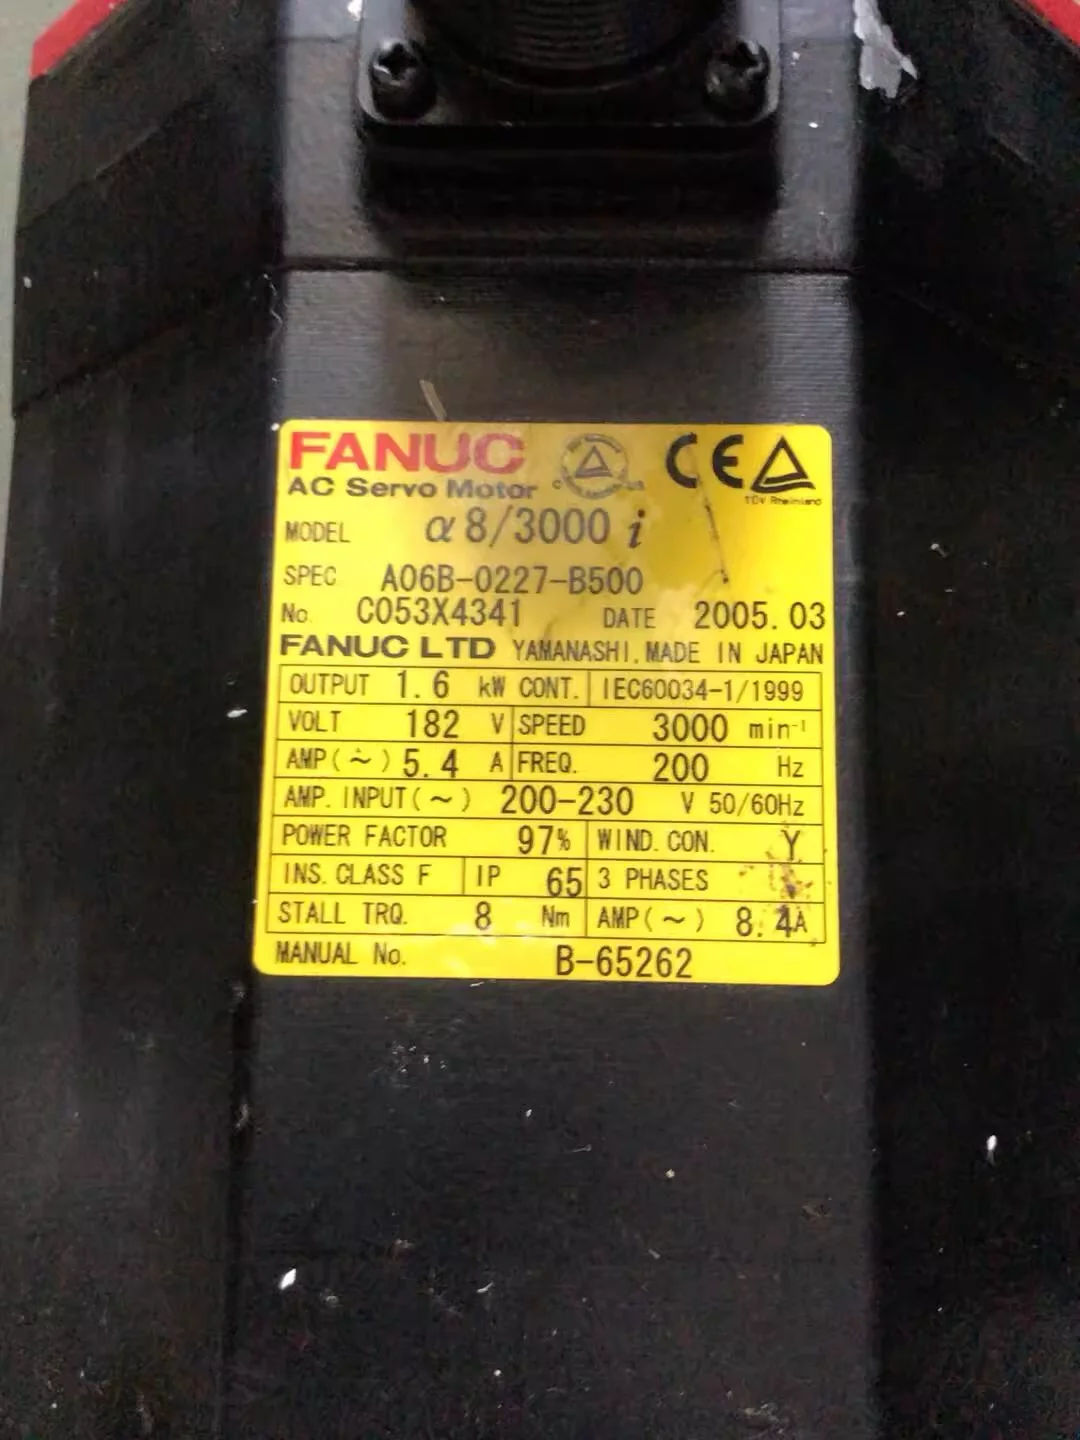 FANUC
AC Servo Motor
CE
TÜV Rheinland
MODEL α8/3000 i
SPEC A06B-0227-B500
No. C053X4341 DATE 2005.03
FANUC LTD YAMANASHI, MADE IN JAPAN
OUTPUT 1.6 kW CONT. IEC60034-1/1999
VOLT 182 V SPEED 3000 min⁻¹
AMP(∼) 5.4 A FREQ. 200 Hz
AMP. INPUT(∼) 200-230 V 50/60Hz
POWER FACTOR 97% WIND. CON. Y
INS. CLASS F IP 65 3 PHASES
STALL TRQ. 8 Nm AMP(∼) 8.4A
MANUAL No. B-65262